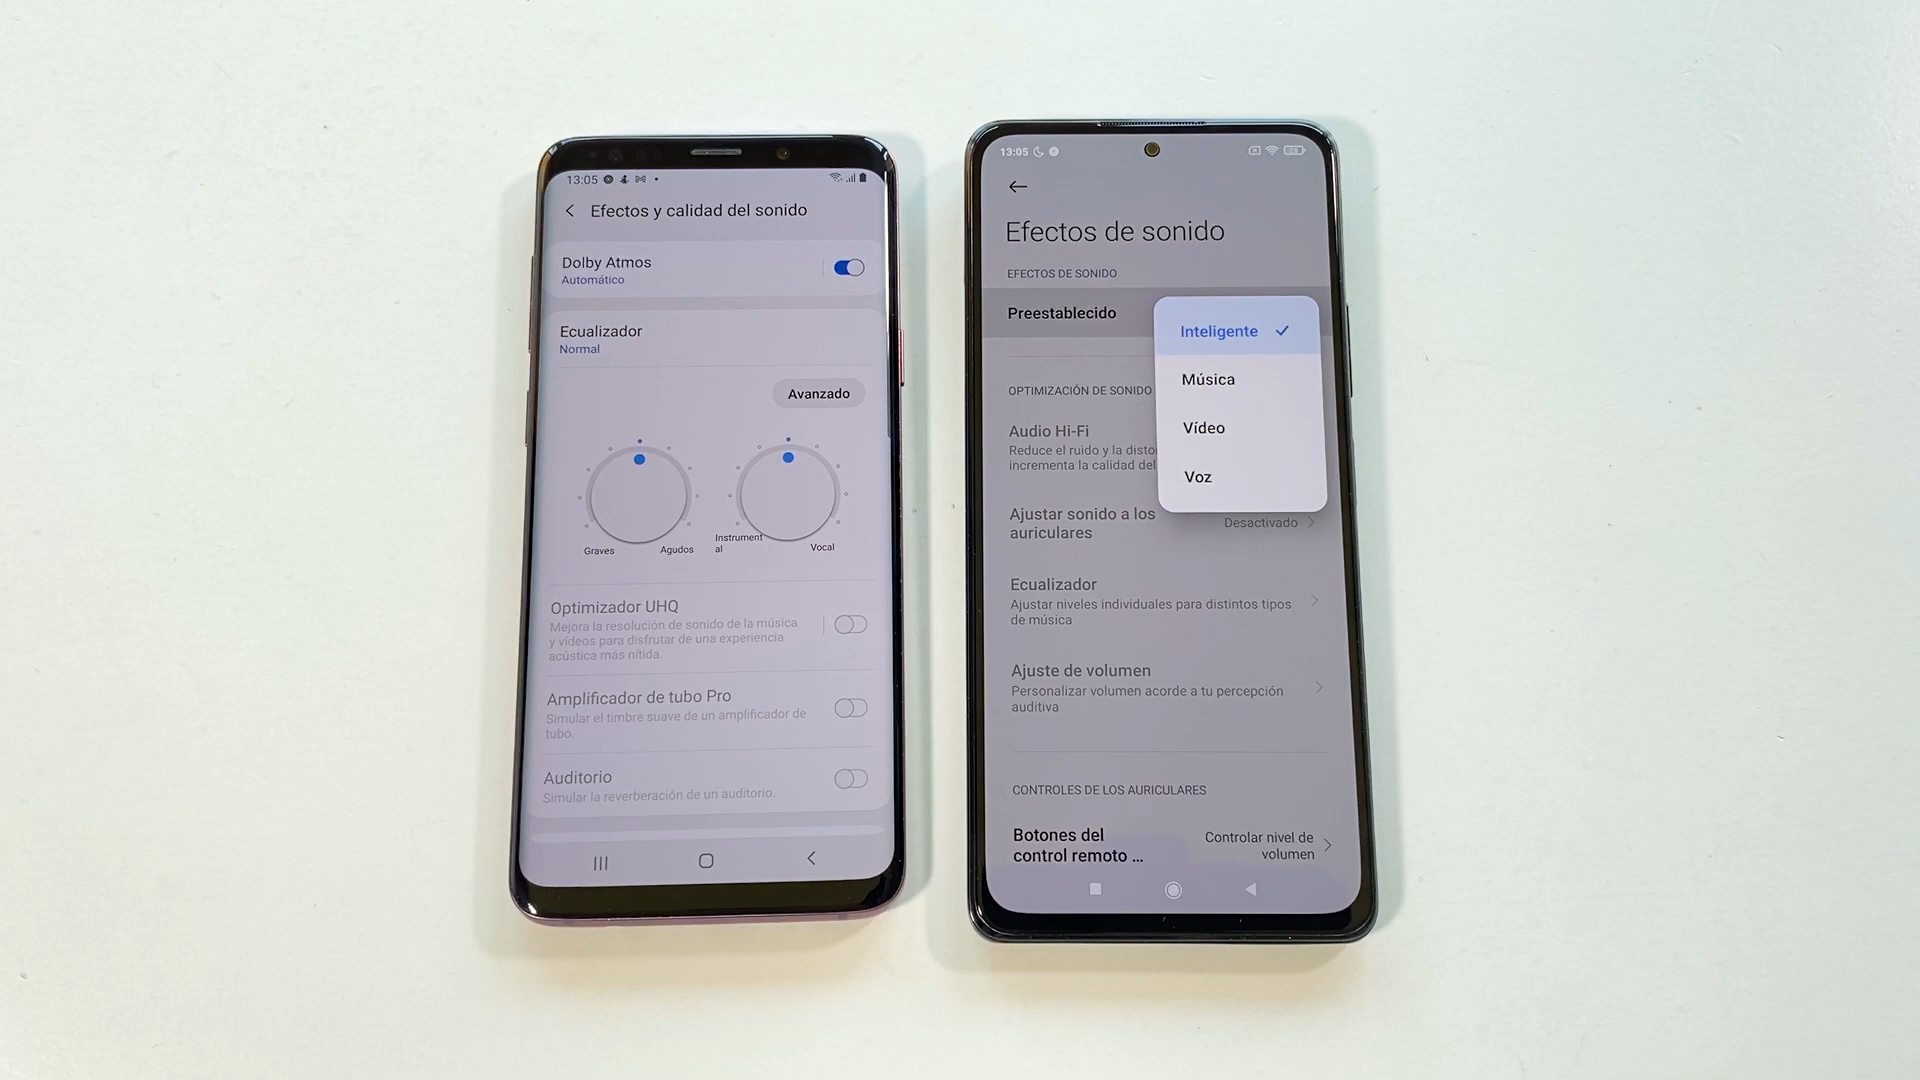 13:05
Efectos y calidad del sonido
Dolby Atmos
Automático
Ecualizador
Normal
Avanzado
Graves
Agudos
Instrument
al
Vocal
Optimizador UHQ
Mejora la resolución de sonido de la música
y vídeos para disfrutar de una experiencia
acústica más nítida.
Amplificador de tubo Pro
Simular el timbre suave de un amplificador de
tubo.
Auditorio
Simular la reverberación de un auditorio.
13:05
Efectos de sonido
EFECTOS DE SONIDO
Preestablecido
Inteligente
Música
Vídeo
Voz
OPTIMIZACIÓN DE SONIDO
Audio Hi-Fi
Reduce el ruido y la disto
incrementa la calidad del
Ajustar sonido a los
auriculares
Desactivado
Ecualizador
Ajustar niveles individuales para distintos tipos
de música
Ajuste de volumen
Personalizar volumen acorde a tu percepción
auditiva
CONTROLES DE LOS AURICULARES
Botones del
control remoto ...
Controlar nivel de
volumen